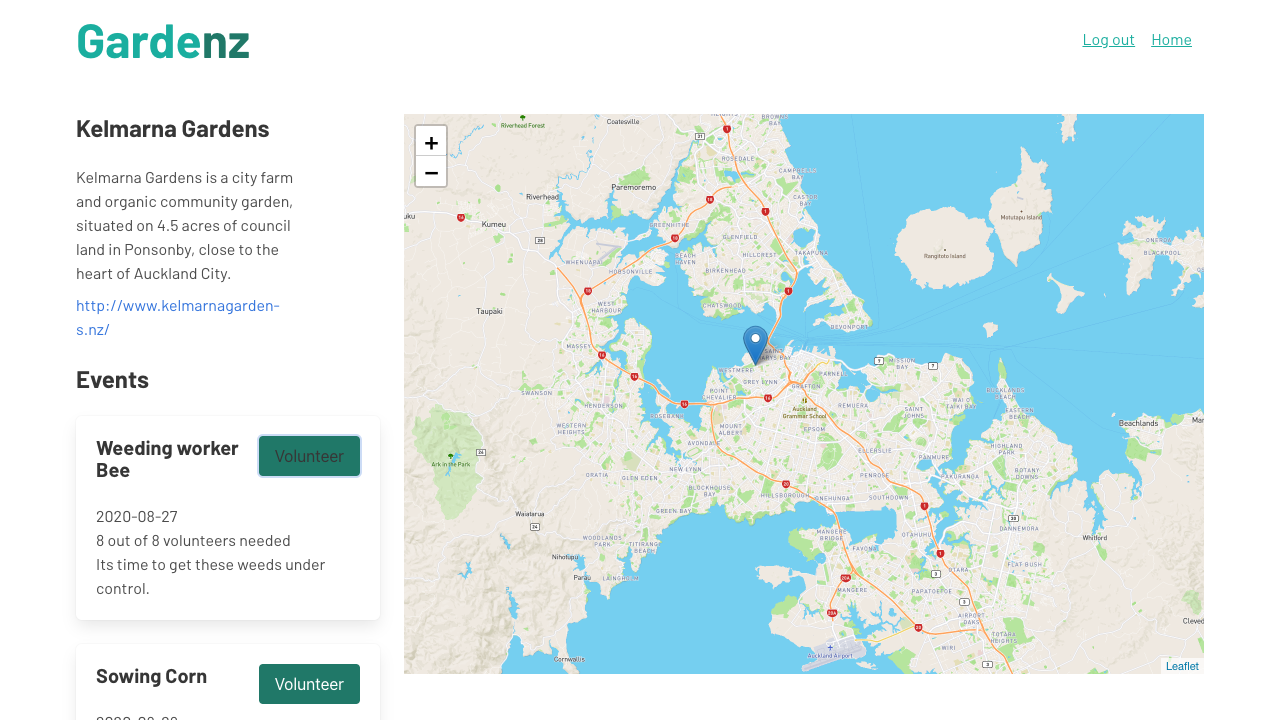 Gardenz
Log out
Home
Kelmarna Gardens
Kelmarna Gardens is a city farm
and organic community garden,
situated on 4.5 acres of council
land in Ponsonby, close to the
heart of Auckland City.
http://www.kelmarnagarden-
s.nz/
Events
Weeding worker
Bee
Volunteer
2020-08-27
8 out of 8 volunteers needed
Its time to get these weeds under
control.
Sowing Corn
Volunteer
+
−
Riverhead Forest
Coatesville
BROWNS
BAY
ROSEDALE
CAMPBELLS
BAY
Paremoremo
Riverhead
CASTOR
BAY
Kumeu
GREENHITHE
GLENFIELD
Motutapu Island
WHENUAPAI
BEACH
HAVEN
HILLCREST
TAKAPUNA
Rangitoto Island
ONEROA
BLACKPOOL
HOBSONVILLE
BIRKENHEAD
WEST
HARBOUR
CHATSWOOD
Taupaki
DEVONPORT
MASSEY
WESTMERE
MISSION
BAY
GREY LYNN
PARNELL
SWANSON
POINT
CHEVALIER
GRAFTON
BUCKLANDS
BEACH
HENDERSON
Auckland
Grammar School
REMUERA
SAINT
JOHNS
EASTERN
BEACH
ROSEBANK
WESTERN
HEIGHTS
MOUNT
ALBERT
EPSOM
Beachlands
AVONDALE
ELLERSLIE
HIGHLAND
PARK
Ark in the Park
NEW LYNN
PANMURE
ORATIA
GLEN EDEN
PENROSE
PAKURANGA
BOTANY
DOWNS
BLOCKHOUSE
BAY
HILLSBOROUGH
ONEHUNGA
SOUTHDOWN
GREEN BAY
Waiatarua
MANGERE
BRIDGE
OTAHUHU
DANNEMORA
WOODLANDS
PARK
TITIRANGI
BEACH
FAVONA
Whitford
Nihotupu
Parau
LAINGHOLM
OTARA
MANGERE
PAPATOETOE
AIRPORT
OAKS
Auckland Airport
WIRI
TOTARA
HEIGHTS
Cornwallis
Leaflet